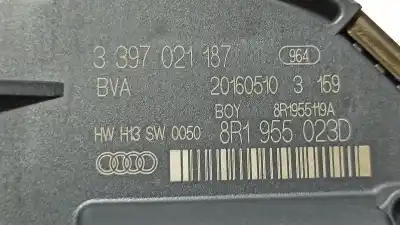 3 397 021 187 964
BVA 20160510 3 159
BOY 8R1955119A
HW H13 SW 0050 8R1 955 023D